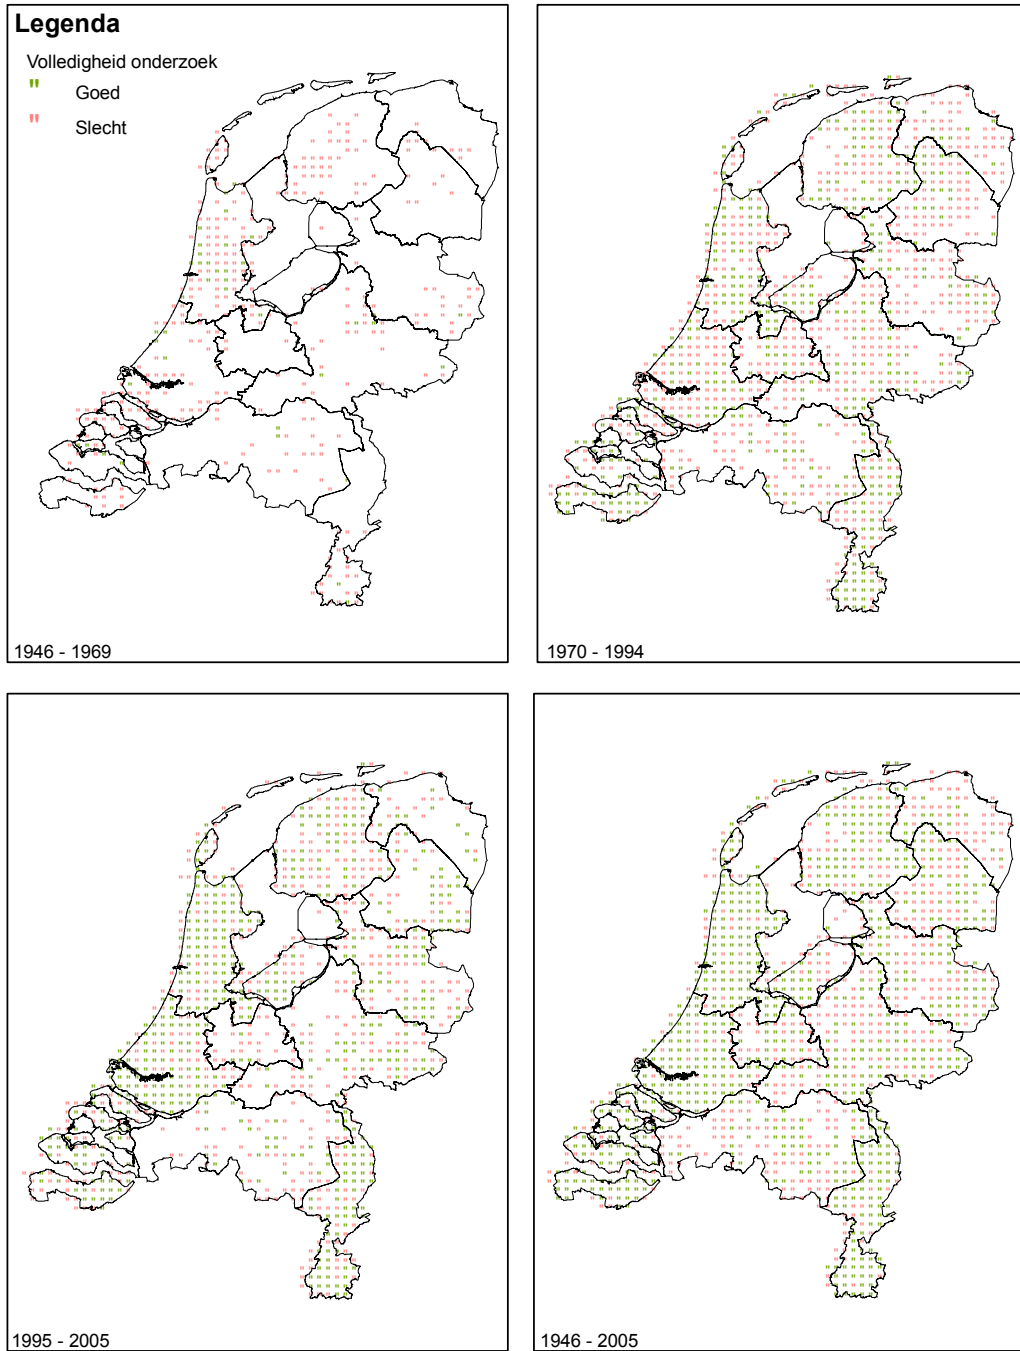 Legenda
Volledigheid onderzoek
" Goed
" Slecht
1946 - 1969
1970 - 1994
1995 - 2005
1946 - 2005